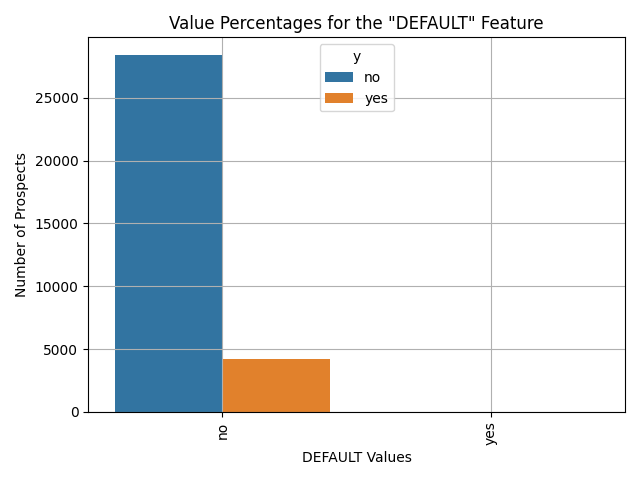 Value Percentages for the "DEFAULT" Feature
y
no
yes
25000
20000
15000
10000
5000
0
Number of Prospects
no
yes
DEFAULT Values